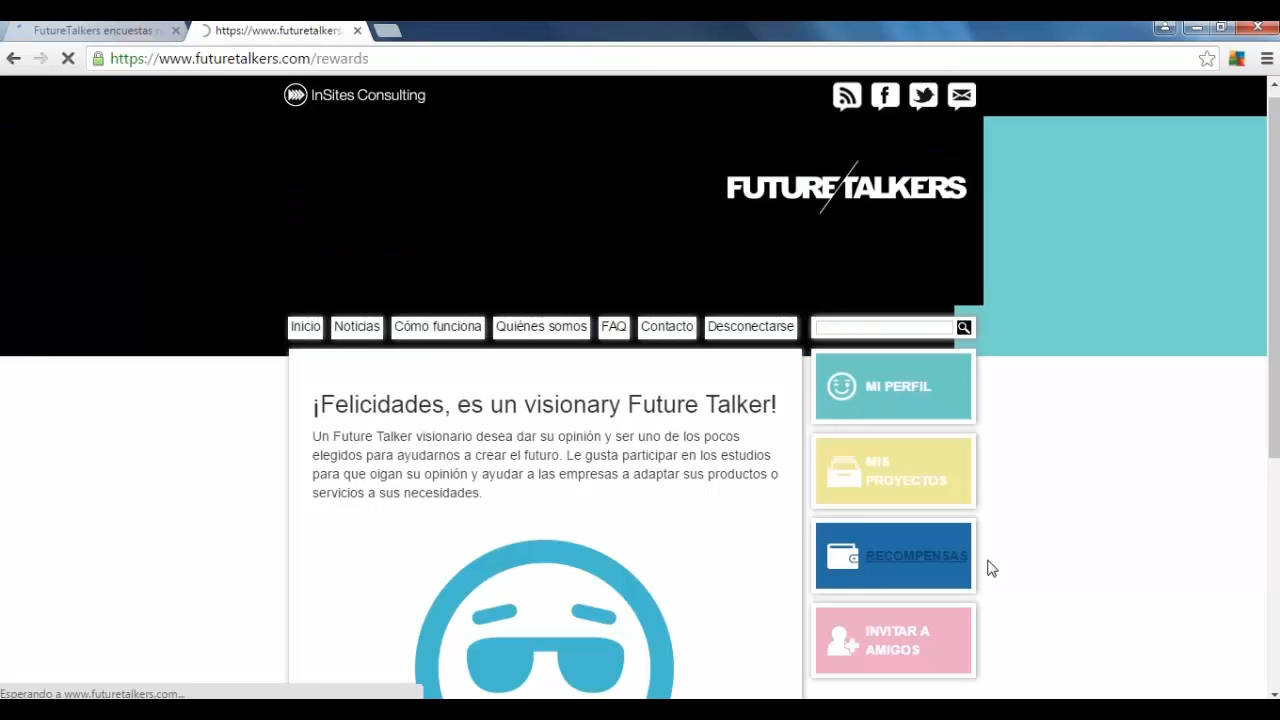 FutureTalkers encuestas
https://www.futuretalkers.
https://www.futuretalkers.com/rewards
InSites Consulting
FUTURE TALKERS
Inicio
Noticias
Cómo funciona
Quiénes somos
FAQ
Contacto
Desconectarse
¡Felicidades, es un visionary Future Talker!
Un Future Talker visionario desea dar su opinión y ser uno de los pocos
elegidos para ayudarnos a crear el futuro. Le gusta participar en los estudios
para que oigan su opinión y ayudar a las empresas a adaptar sus productos o
servicios a sus necesidades.
MI PERFIL
MIS
PROYECTOS
RECOMPENSAS
INVITAR A
AMIGOS
Esperando a www.futuretalkers.com...